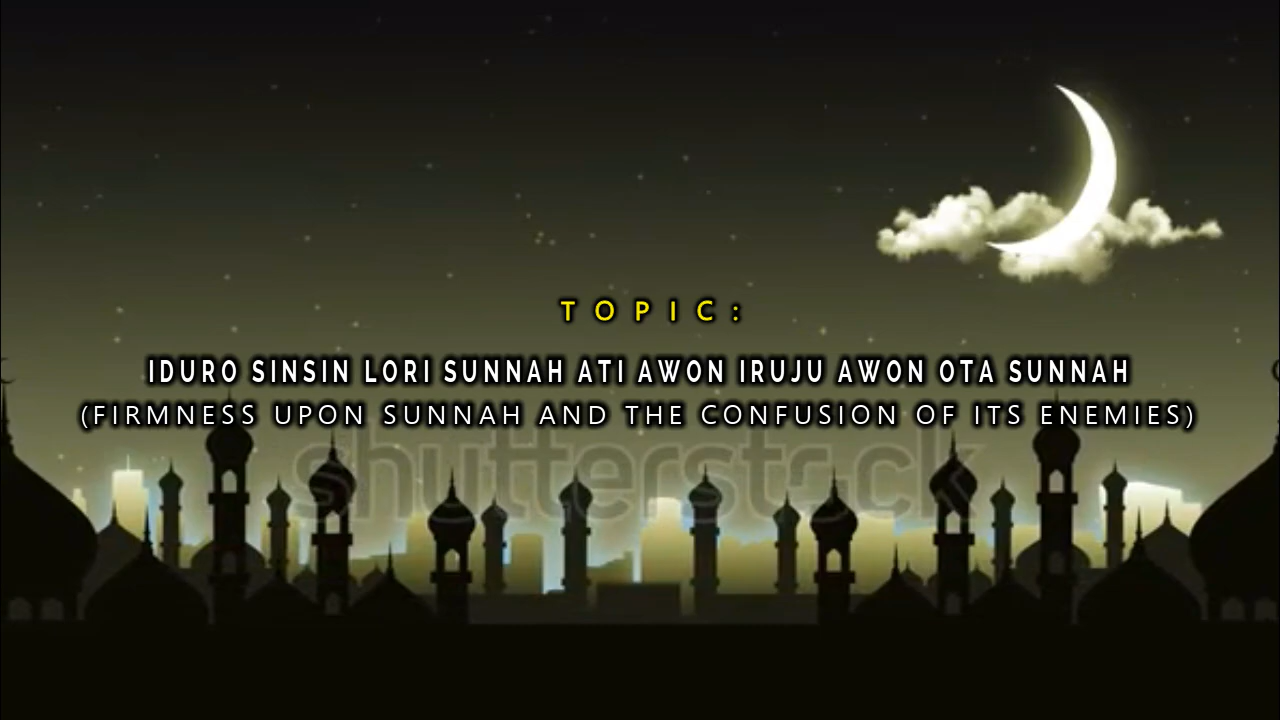 TOPIC:
IDURO SINSIN LORI SUNNAH ATI AWON IRUJU AWON OTA SUNNAH
(FIRMNESS UPON SUNNAH AND THE CONFUSION OF ITS ENEMIES)
shutterstock